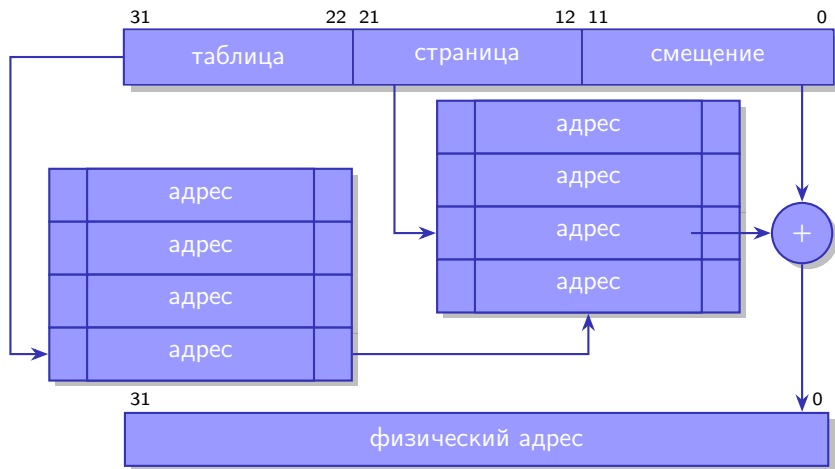 31 22 21 12 11 0
таблица страница смещение
адрес
адрес
адрес
адрес
+
адрес
адрес
адрес
адрес
31 0
физический адрес